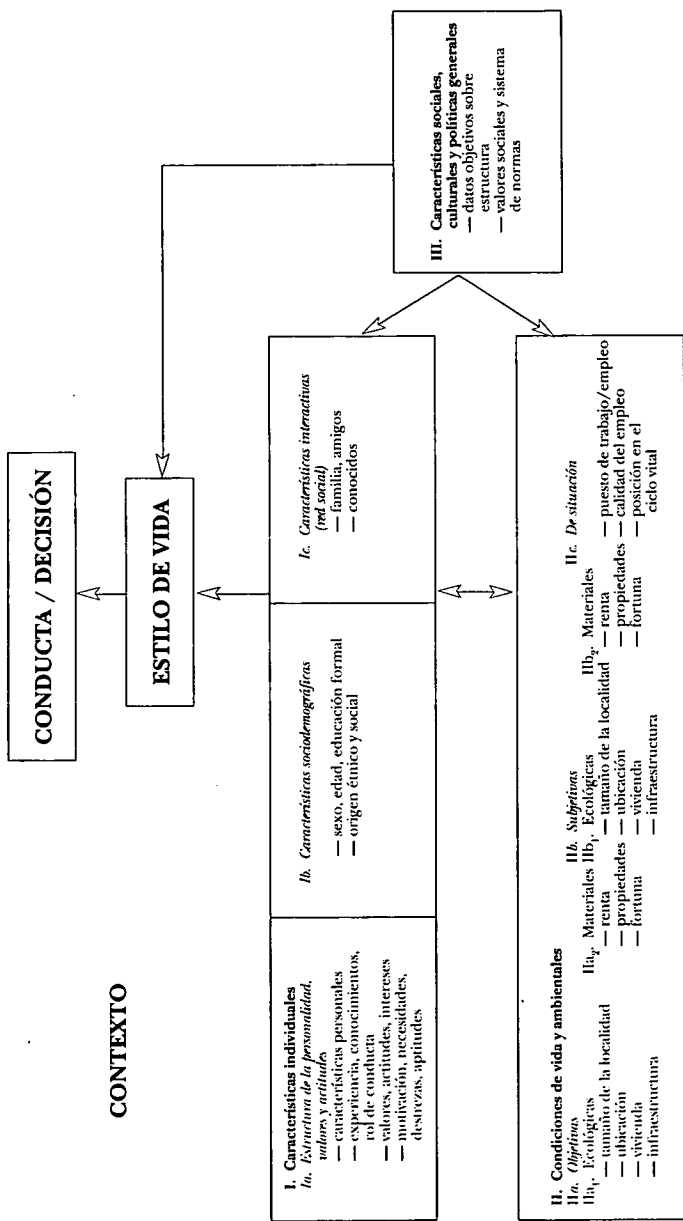 CONTEXTO
CONDUCTA / DECISIÓN
ESTILO DE VIDA
I. Características individuales
Ia. Estructura de la personalidad,
valores y actitudes
— características personales
— experiencia, conocimientos,
rol de conducta
— valores, actitudes, intereses
— motivación, necesidades,
destrezas, aptitudes
Ib. Características sociodemográficas
— sexo, edad, educación formal
— origen étnico y social
Ic. Características interactivas
(red social)
— familia, amigos
— conocidos
III. Características sociales,
culturales y políticas generales
— datos objetivos sobre
estructura
— valores sociales y sistema
de normas
II. Condiciones de vida y ambientales
IIa. Objetivas
IIa₁. Ecológicas
— tamaño de la localidad
— ubicación
— vivienda
— infraestructura
IIa₂. Materiales
— renta
— propiedades
— fortuna
IIb. Subjetivas
IIb₁. Ecológicas
— tamaño de la localidad
— ubicación
— vivienda
— infraestructura
IIb₂. Materiales
— renta
— propiedades
— fortuna
IIc. De situación
— puesto de trabajo/empleo
— calidad del empleo
— posición en el
ciclo vital